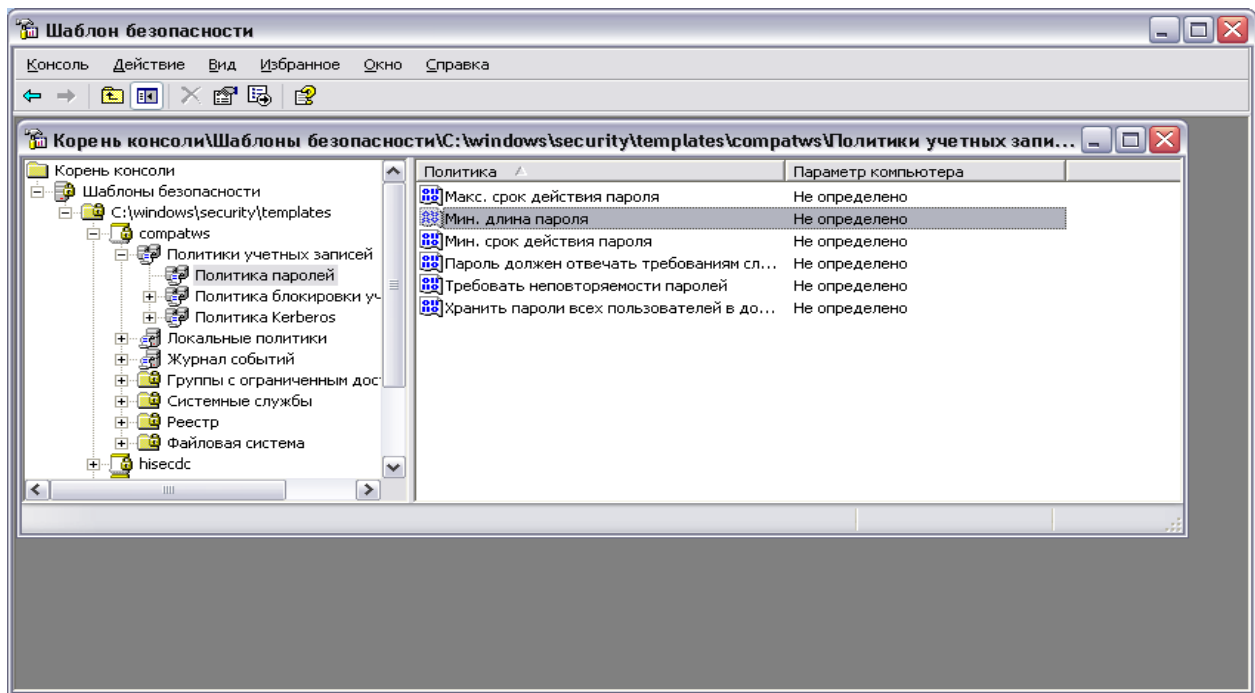 Шаблон безопасности
Консоль Действие Вид Избранное Окно Справка
Корень консоли\Шаблоны безопасности\C:\windows\security\templates\compatws\Политики учетных запи...
Корень консоли
Шаблоны безопасности
C:\windows\security\templates
compatws
Политики учетных записей
Политика паролей
Политика блокировки уч
Политика Kerberos
Локальные политики
Журнал событий
Группы с ограниченным дос
Системные службы
Реестр
Файловая система
hisecdc
Политика Параметр компьютера
Макс. срок действия пароля Не определено
Мин. длина пароля Не определено
Мин. срок действия пароля Не определено
Пароль должен отвечать требованиям сл... Не определено
Требовать неповторяемости паролей Не определено
Хранить пароли всех пользователей в до... Не определено